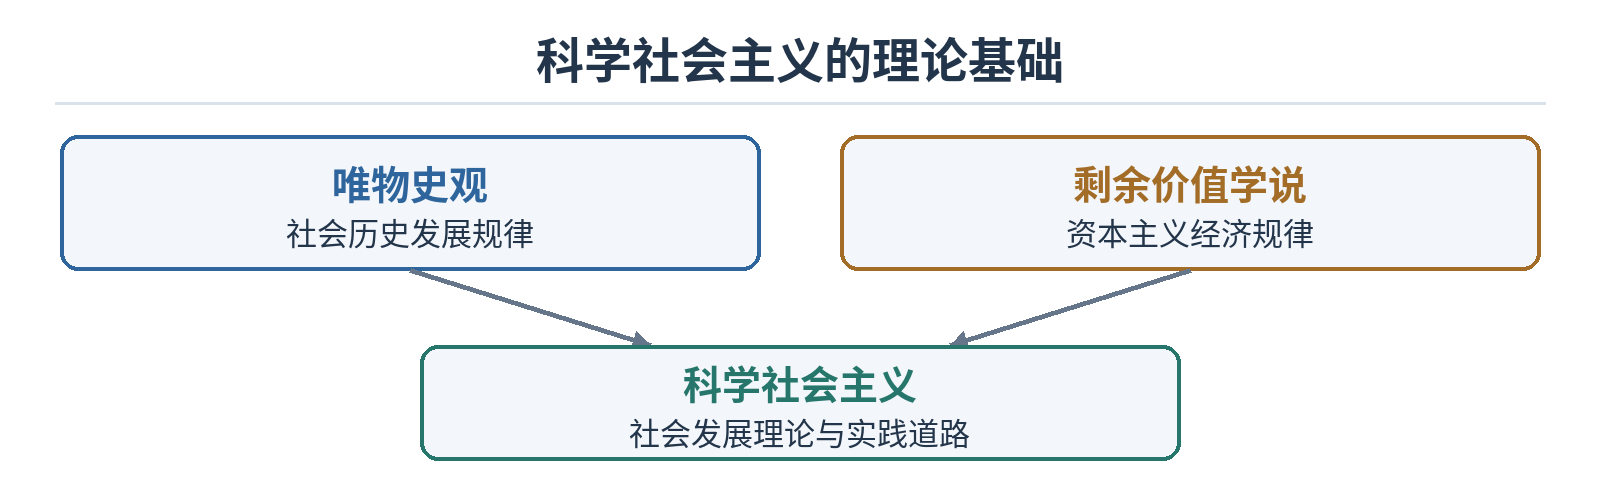 科学社会主义的理论基础
唯物史观
社会历史发展规律
剩余价值学说
资本主义经济规律
科学社会主义
社会发展理论与实践道路